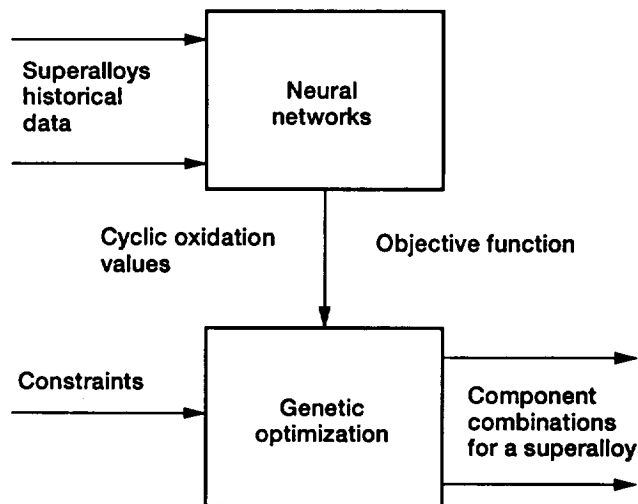 Superalloys
historical
data
Neural
networks
Cyclic oxidation
values
Objective function
Constraints
Genetic
optimization
Component
combinations
for a superalloy